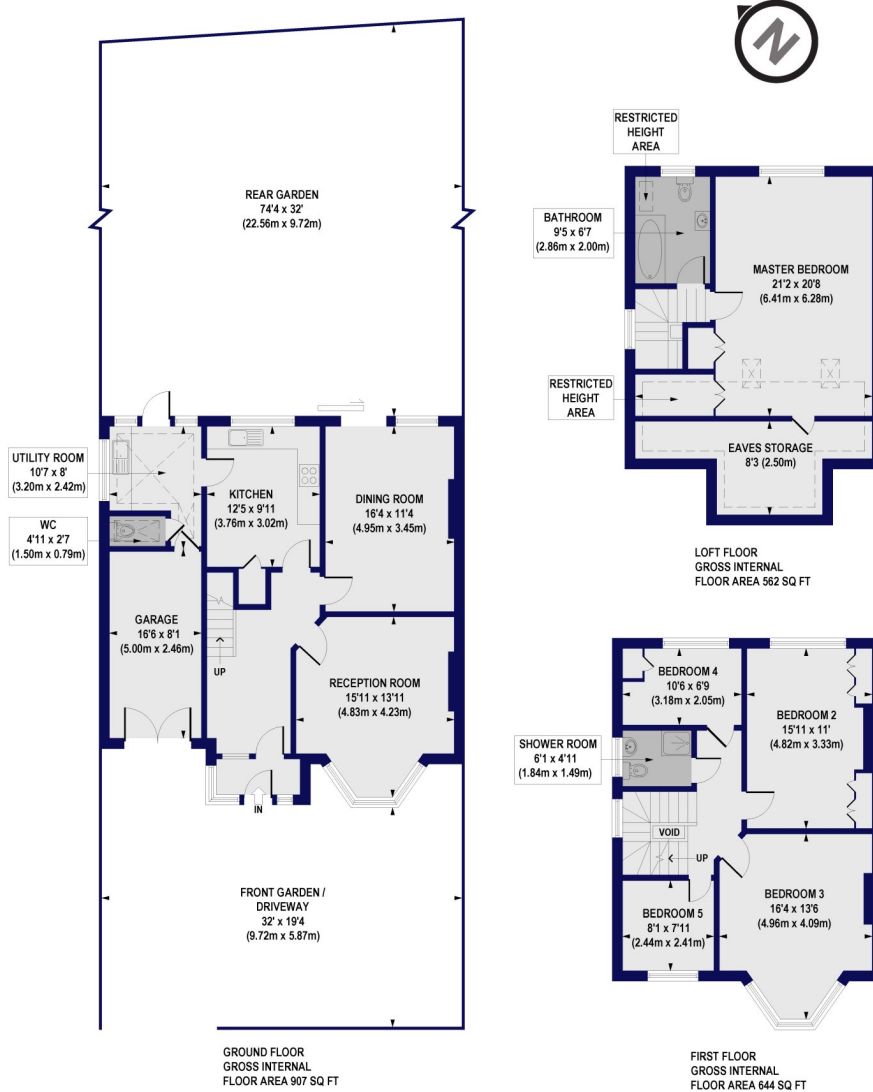 N
REAR GARDEN
74'4 x 32'
(22.56m x 9.72m)
UTILITY ROOM
10'7 x 8'
(3.20m x 2.42m)
WC
4'11 x 2'7
(1.50m x 0.79m)
KITCHEN
12'5 x 9'11
(3.76m x 3.02m)
DINING ROOM
16'4 x 11'4
(4.95m x 3.45m)
GARAGE
16'6 x 8'1
(5.00m x 2.46m)
UP
RECEPTION ROOM
15'11 x 13'11
(4.83m x 4.23m)
IN
FRONT GARDEN /
DRIVEWAY
32' x 19'4
(9.72m x 5.87m)
GROUND FLOOR
GROSS INTERNAL
FLOOR AREA 907 SQ FT
RESTRICTED
HEIGHT
AREA
BATHROOM
9'5 x 6'7
(2.86m x 2.00m)
MASTER BEDROOM
21'2 x 20'8
(6.41m x 6.28m)
RESTRICTED
HEIGHT
AREA
EAVES STORAGE
8'3 (2.50m)
LOFT FLOOR
GROSS INTERNAL
FLOOR AREA 562 SQ FT
BEDROOM 4
10'6 x 6'9
(3.18m x 2.05m)
BEDROOM 2
15'11 x 11'
(4.82m x 3.33m)
SHOWER ROOM
6'1 x 4'11
(1.84m x 1.49m)
VOID
UP
BEDROOM 3
16'4 x 13'6
(4.96m x 4.09m)
BEDROOM 5
8'1 x 7'11
(2.44m x 2.41m)
FIRST FLOOR
GROSS INTERNAL
FLOOR AREA 644 SQ FT